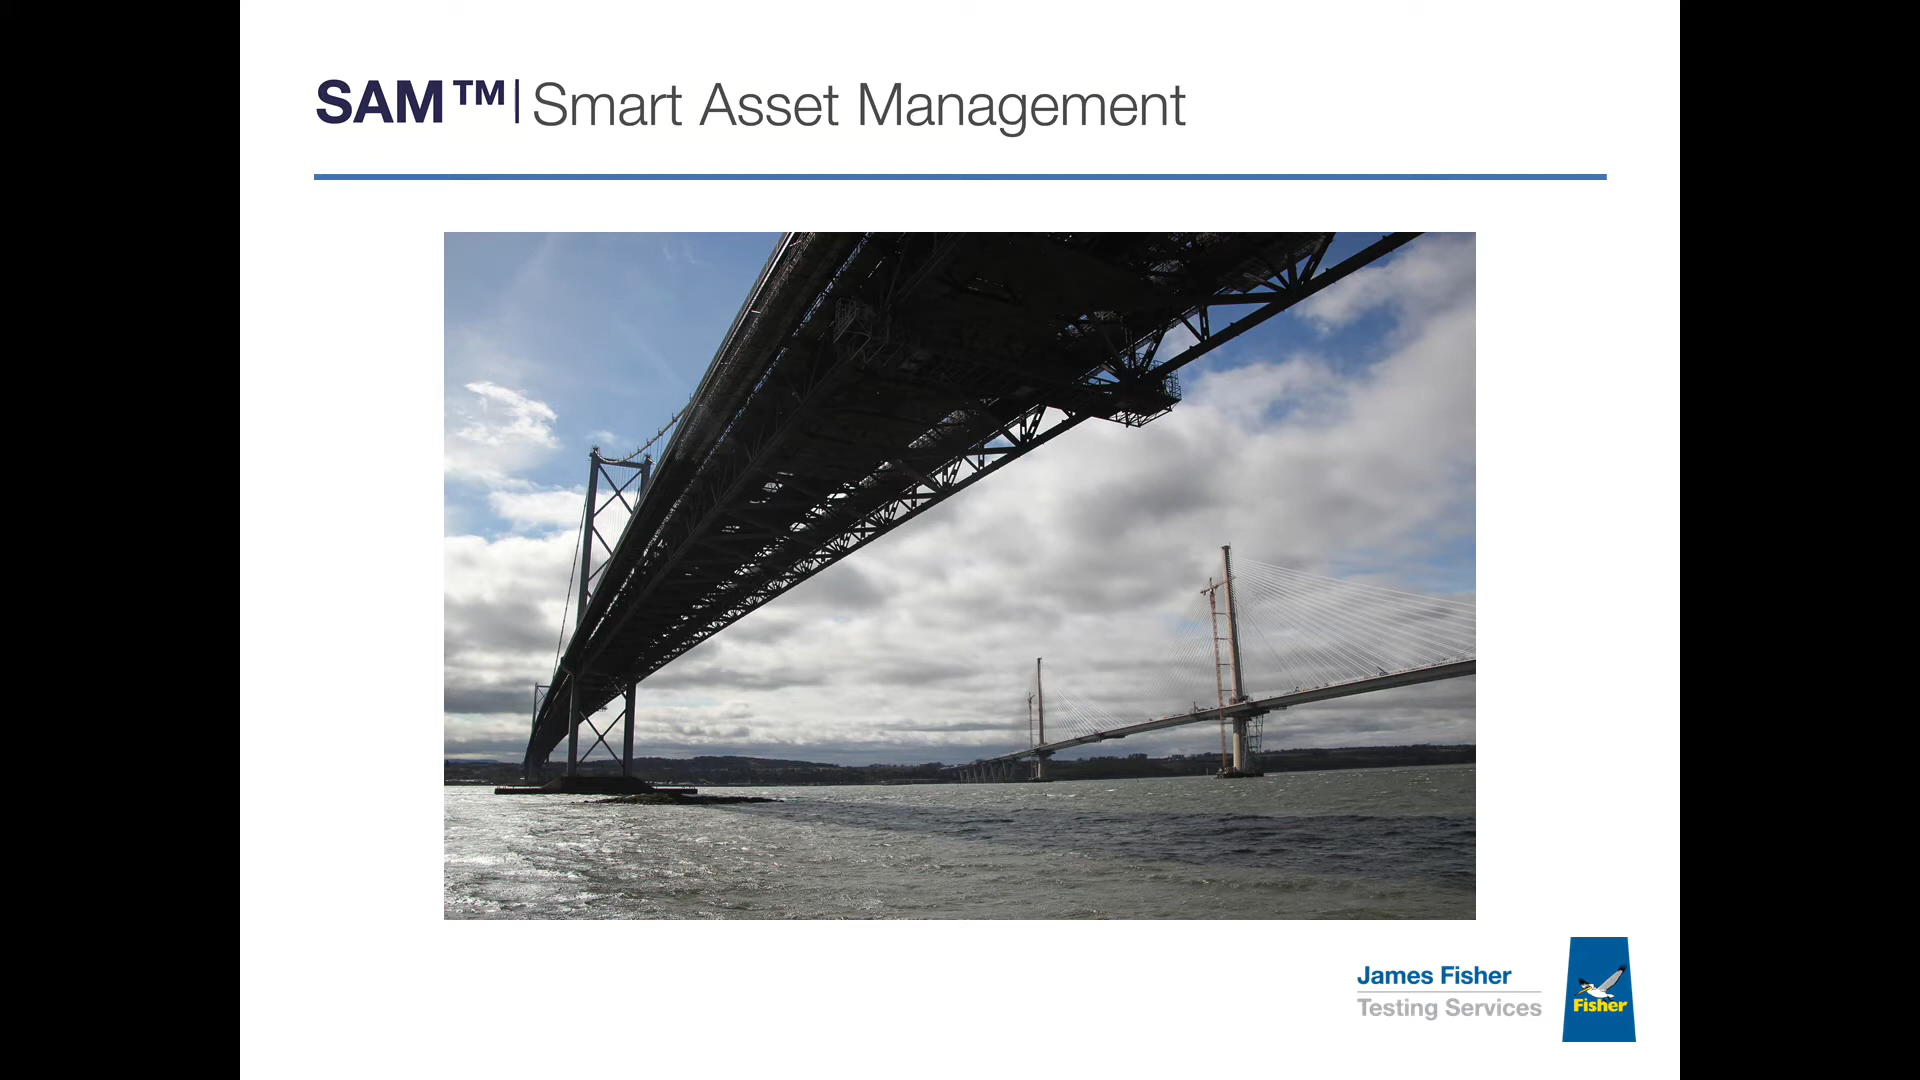 SAM™|Smart Asset Management
James Fisher
Testing Services
Fisher